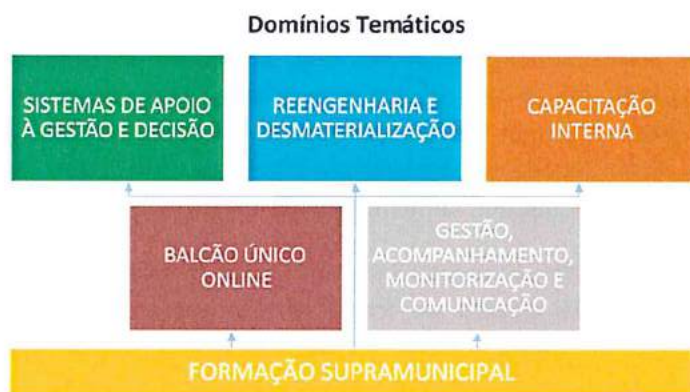 Domínios Temáticos
SISTEMAS DE APOIO
À GESTÃO E DECISÃO
REENGENHARIA E
DESMATERIALIZAÇÃO
CAPACITAÇÃO
INTERNA
BALCÃO ÚNICO
ONLINE
GESTÃO,
ACOMPANHAMENTO,
MONITORIZAÇÃO E
COMUNICAÇÃO
FORMAÇÃO SUPRAMUNICIPAL